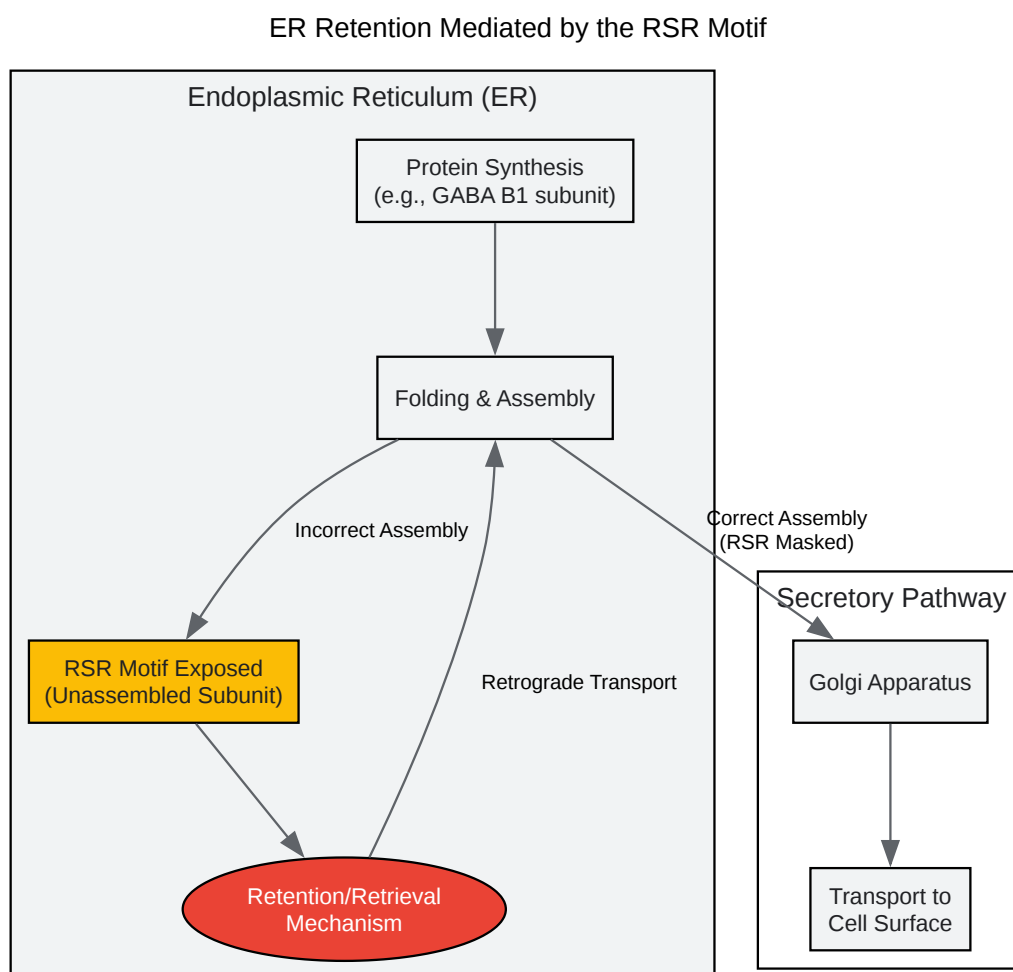 ER Retention Mediated by the RSR Motif
Endoplasmic Reticulum (ER)
Protein Synthesis
(e.g., GABA B1 subunit)
Folding & Assembly
Incorrect Assembly
Correct Assembly
(RSR Masked)
Secretory Pathway
RSR Motif Exposed
(Unassembled Subunit)
Retrograde Transport
Golgi Apparatus
Retention/Retrieval
Mechanism
Transport to
Cell Surface